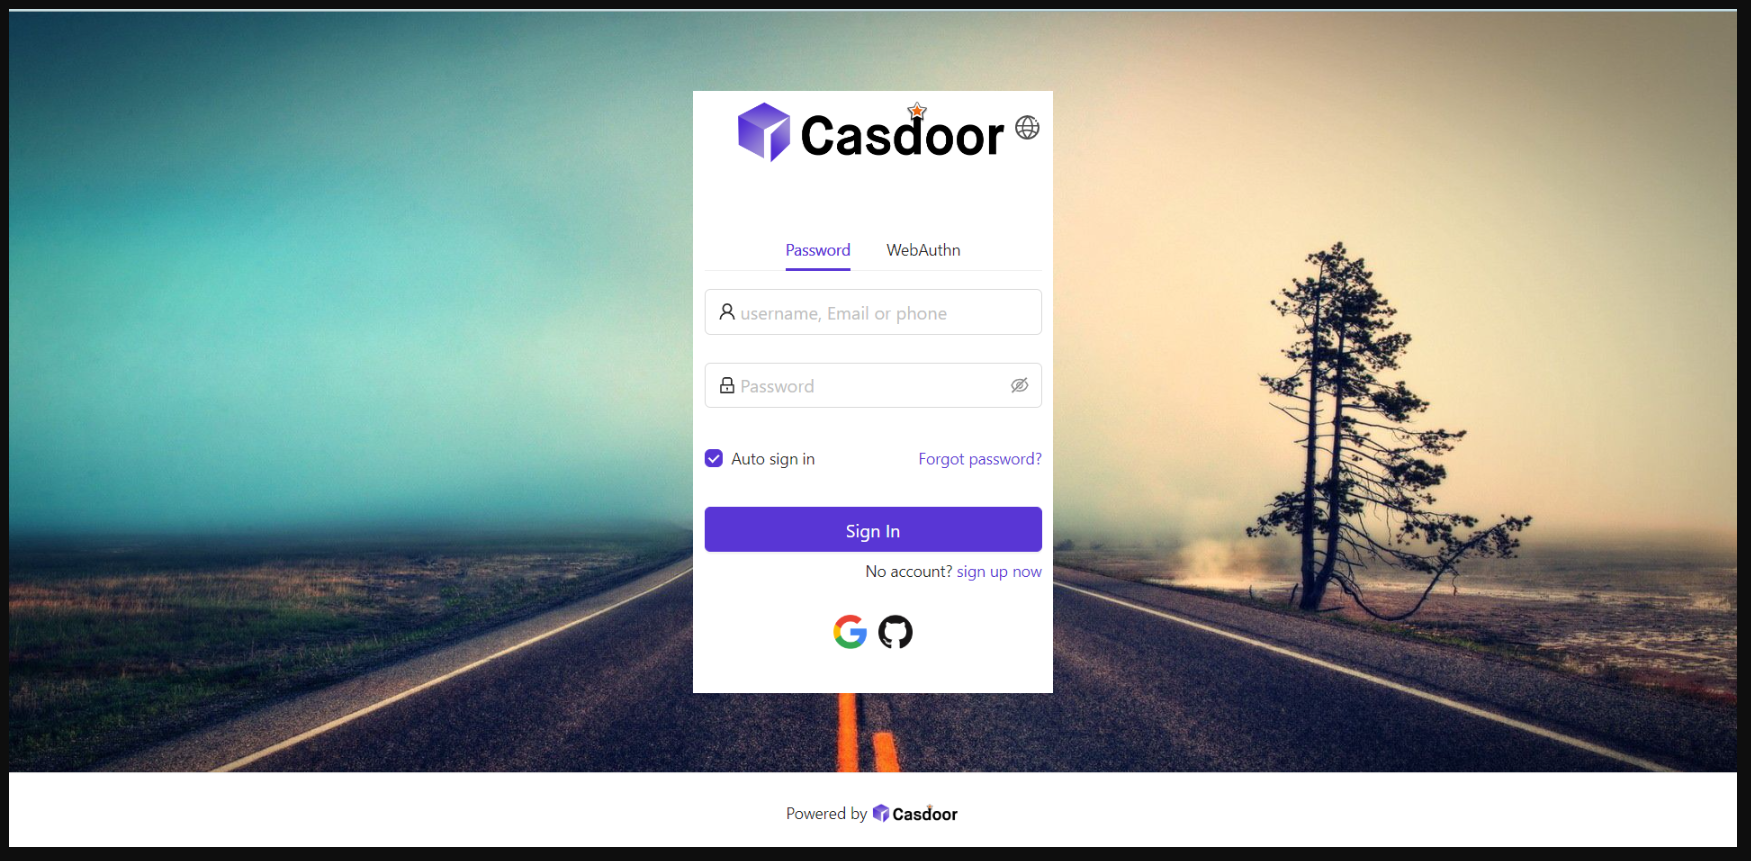 Casdoor
Password WebAuthn
username, Email or phone
Password
Auto sign in Forgot password?
Sign In
No account? sign up now
Powered by Casdoor